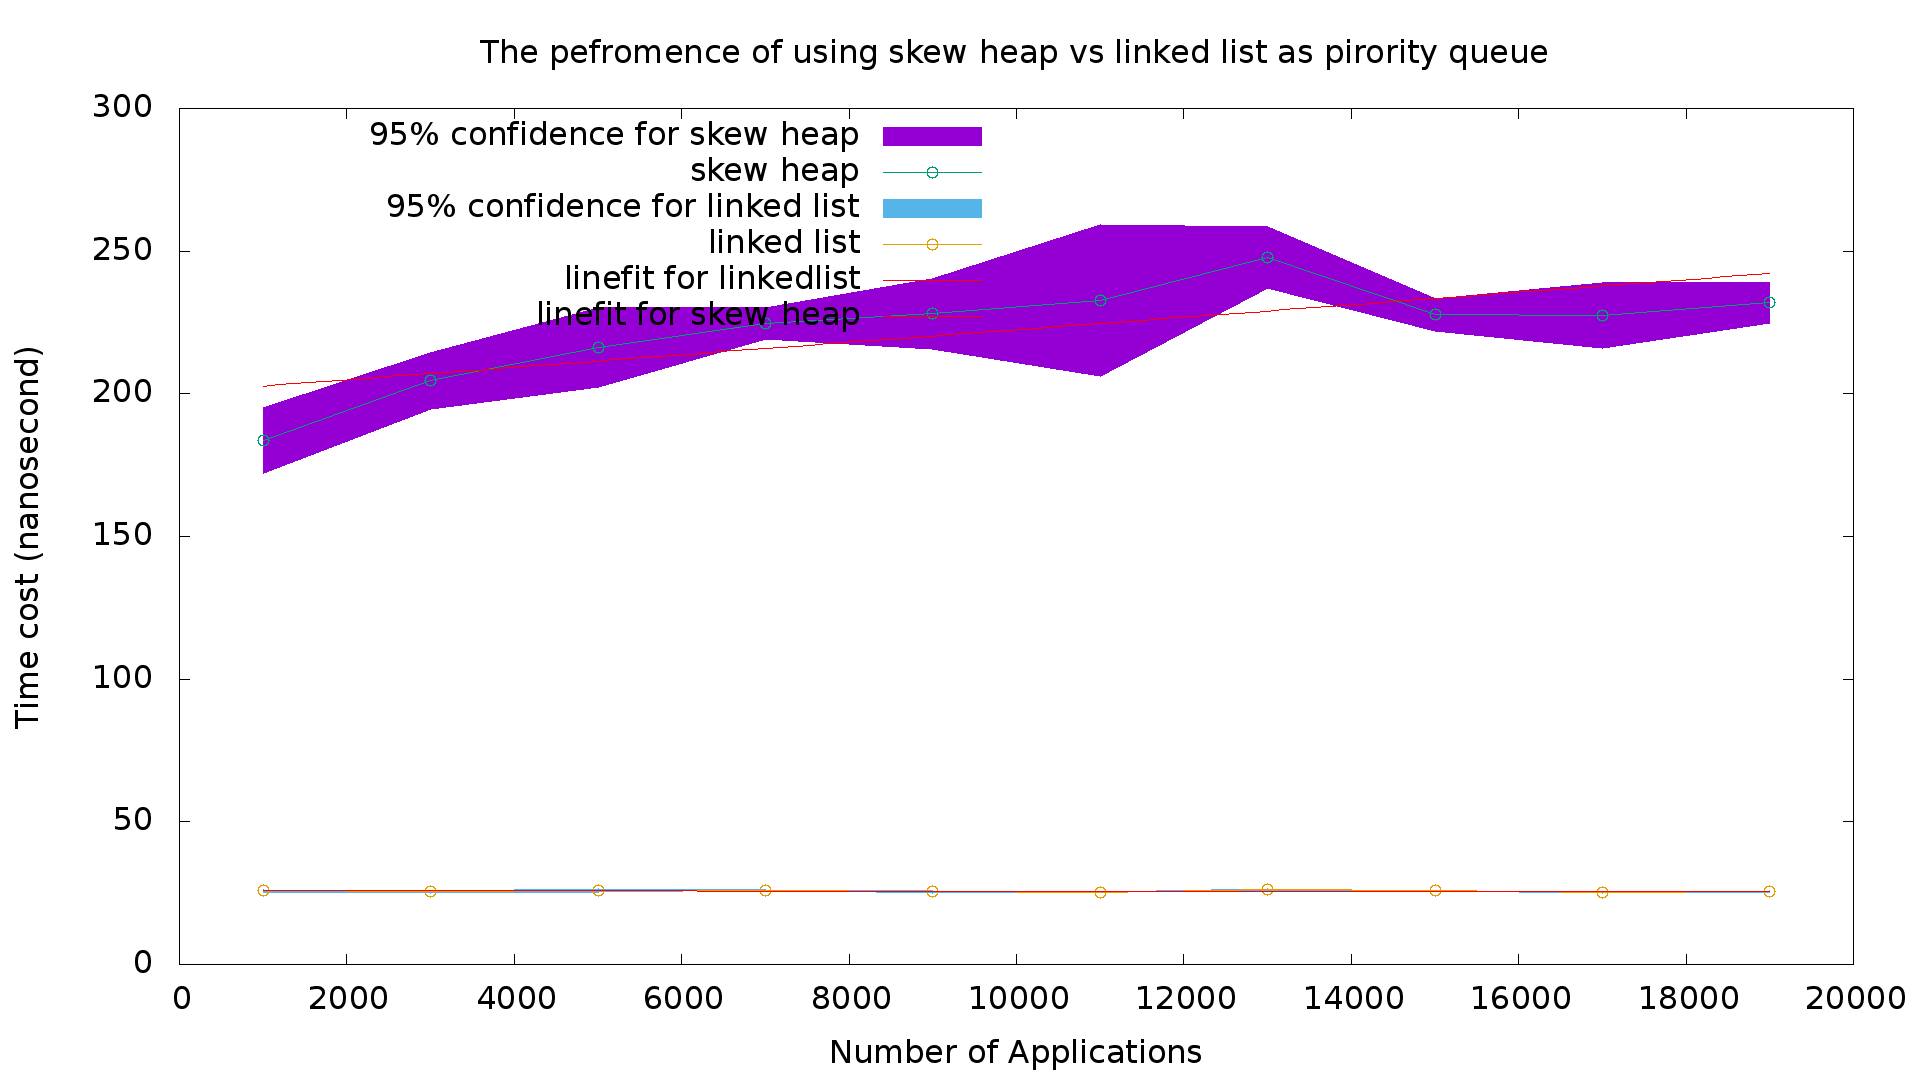 The pefromence of using skew heap vs linked list as pirority queue
300
250
200
150
100
50
0
95% confidence for skew heap
skew heap
95% confidence for linked list
linked list
linefit for linkedlist
linefit for skew heap
Time cost (nanosecond)
0 2000 4000 6000 8000 10000 12000 14000 16000 18000 20000
Number of Applications